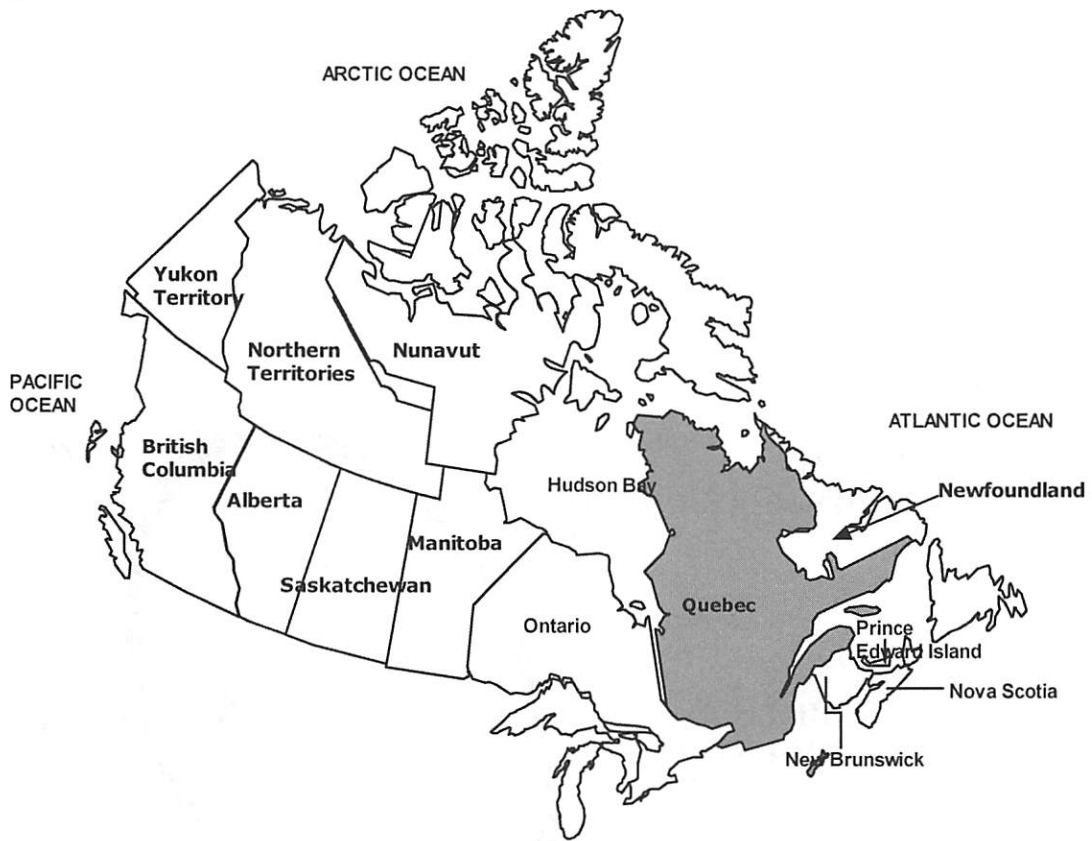 ARCTIC OCEAN
Yukon
Territory
Northern
Territories
Nunavut
PACIFIC
OCEAN
ATLANTIC OCEAN
British
Columbia
Hudson Bay
Alberta
Newfoundland
Manitoba
Saskatchewan
Quebec
Ontario
Prince
Edward Island
Nova Scotia
New Brunswick